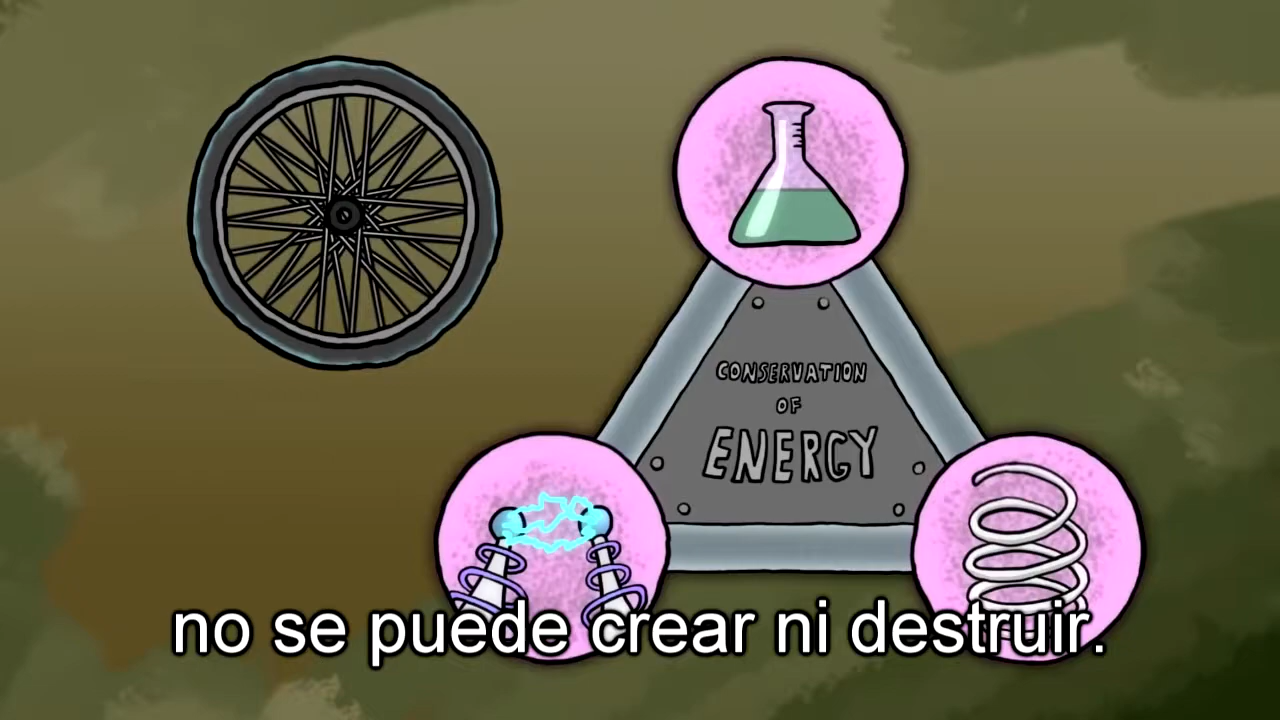 CONSERVATION
OF
ENERGY
no se puede crear ni destruir.